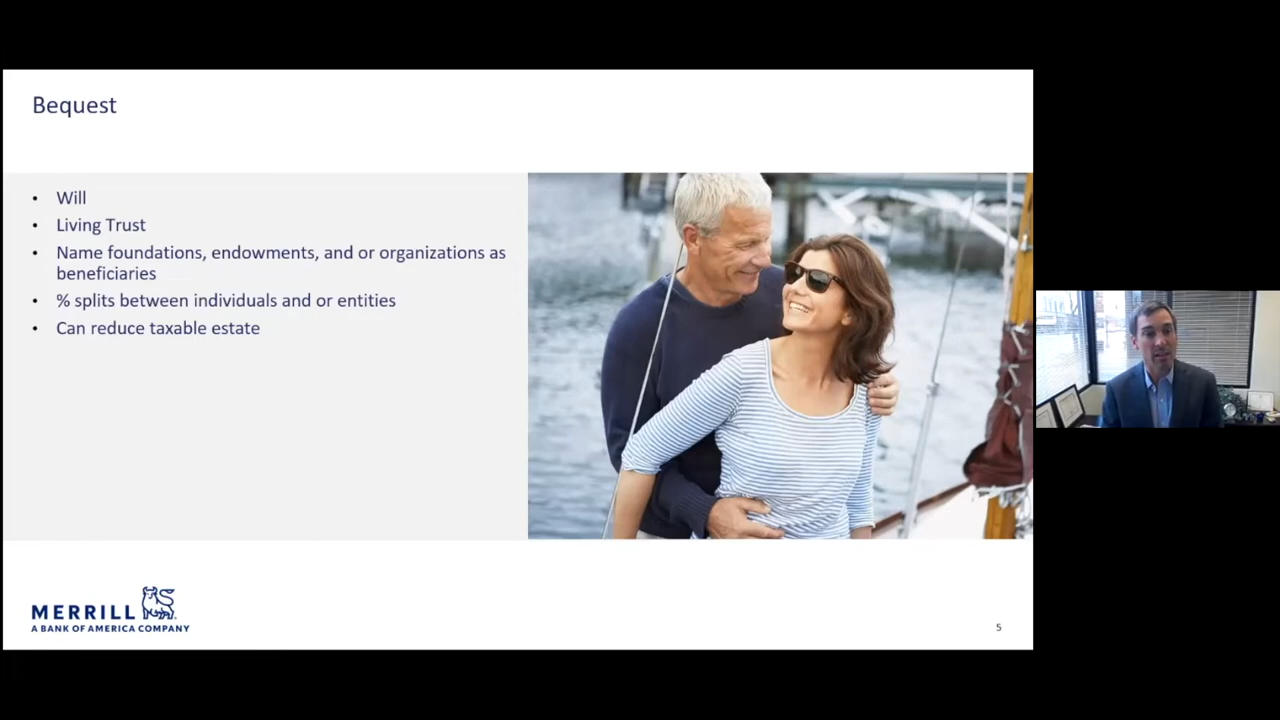 Bequest
• Will
• Living Trust
• Name foundations, endowments, and or organizations as
beneficiaries
• % splits between individuals and or entities
• Can reduce taxable estate
MERRILL
A BANK OF AMERICA COMPANY
5